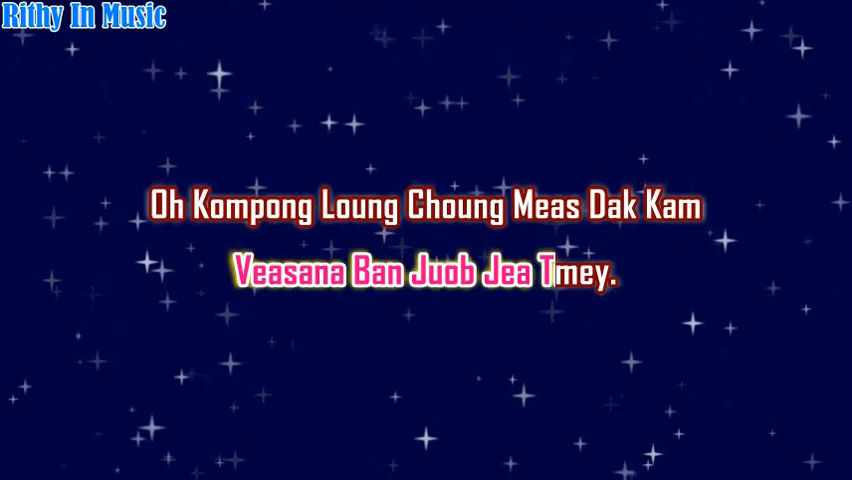 Rithy In Music
Oh Kompong Loung Choung Meas Dak Kam
Veasana Ban Juob Jea Tmey.